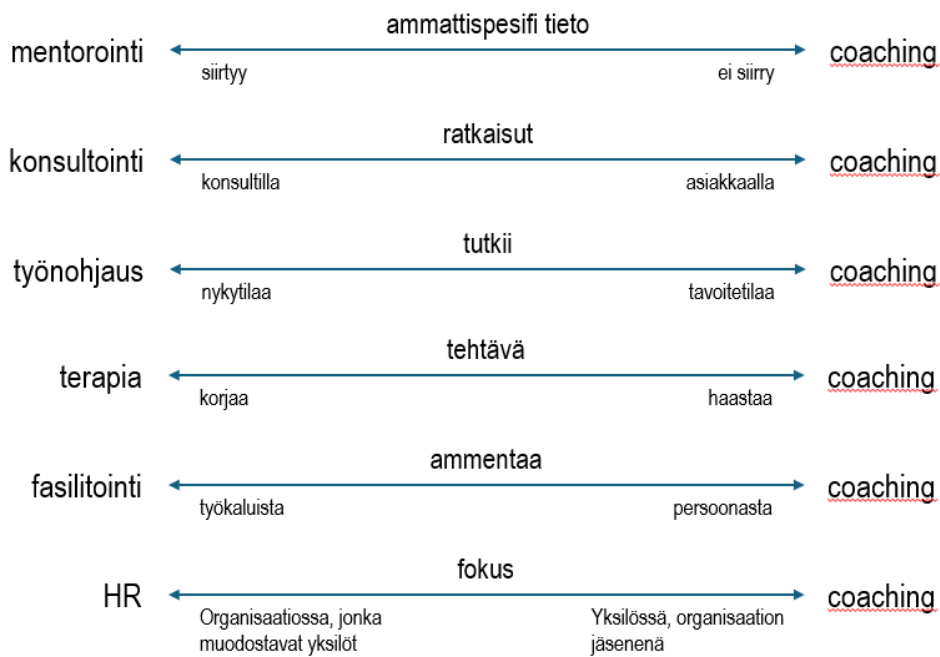 ammattispesifi tieto
mentorointi coaching
siirtyy ei siirry
ratkaisut
konsultointi coaching
konsultilla asiakkaalla
tutkii
työnohjaus coaching
nykytilaa tavoitetilaa
tehtävä
terapia coaching
korjaa haastaa
ammentaa
fasilitointi coaching
työkaluista persoonasta
fokus
HR coaching
Organisaatiossa, jonka Yksilössä, organisaation
muodostavat yksilöt jäsenenä